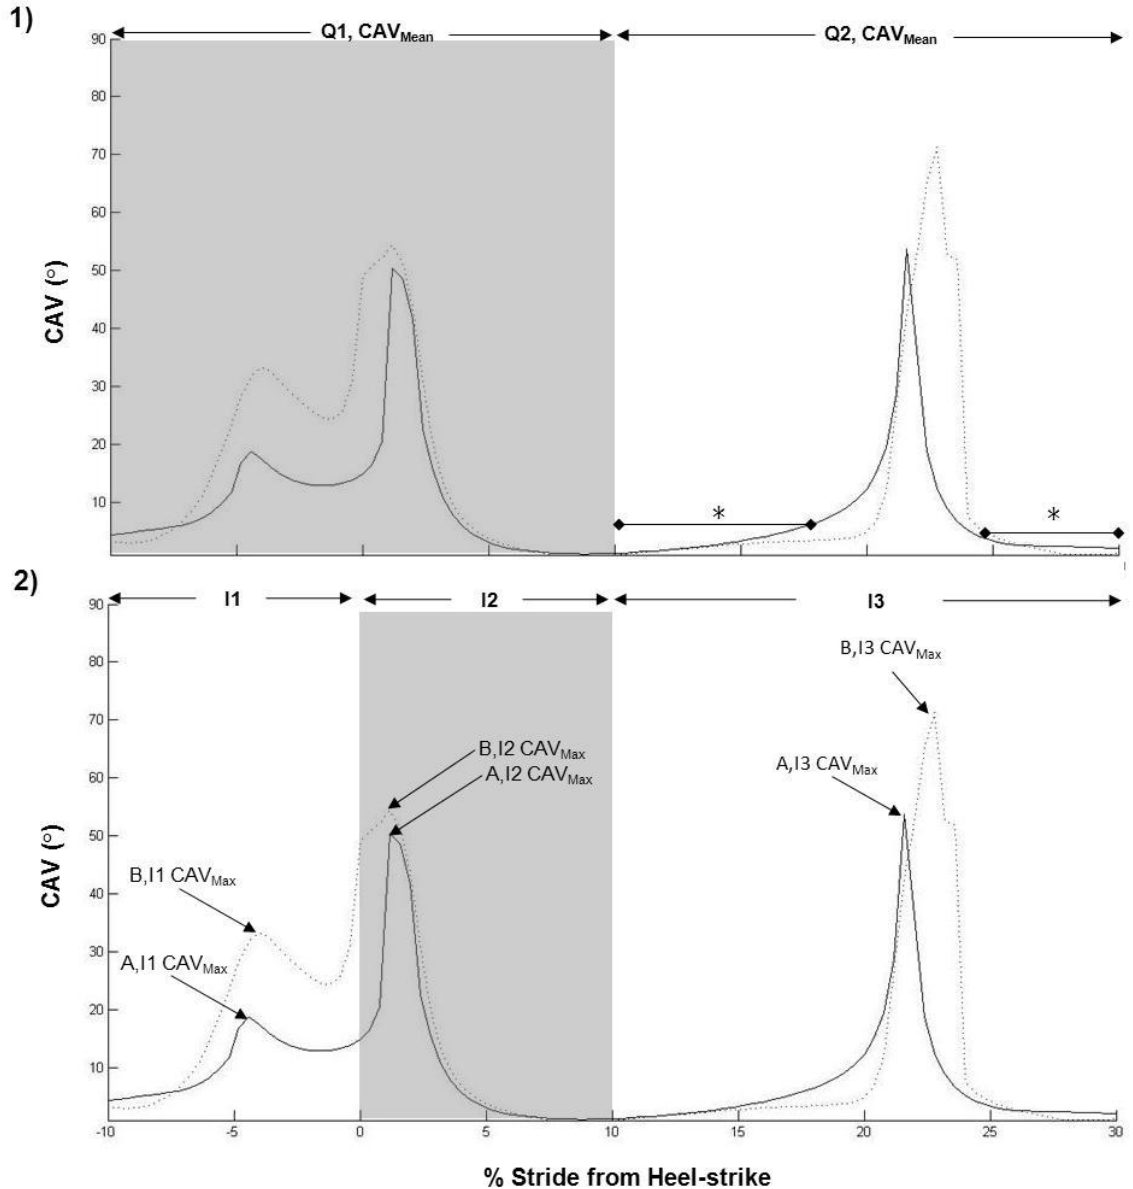 1)
Q1, CAVMean
Q2, CAVMean
90
80
70
60
50
40
30
20
10
CAV (°)
*
*
2)
I1
I2
I3
90
80
70
60
50
40
30
20
10
CAV (°)
B,I3 CAVMax
B,I2 CAVMax
A,I2 CAVMax
A,I3 CAVMax
B,I1 CAVMax
A,I1 CAVMax
-10 -5 0 5 10 15 20 25 30
% Stride from Heel-strike